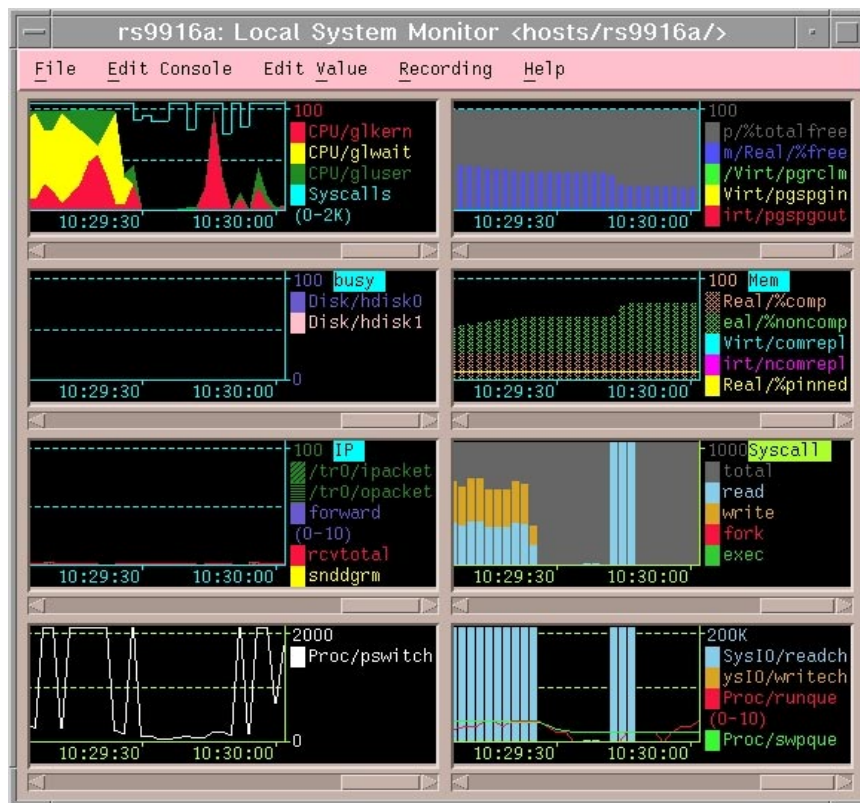 rs9916a: Local System Monitor <hosts/rs9916a/>
File Edit Console Edit Value Recording Help
100
CPU/glkern
CPU/glwait
CPU/gluser
Syscalls
(0-2K)
10:29:30 10:30:00
100
p/%totalfree
m/Real/%free
/Virt/pgrclm
Virt/pgspgin
irt/pgspgout
10:29:30 10:30:00
100 busy
Disk/hdisk0
Disk/hdisk1
0
10:29:30 10:30:00
100 Mem
Real/%comp
eal/%noncomp
Virt/comrepl
irt/ncomrepl
Real/%pinned
10:29:30 10:30:00
100 IP
/tr0/ipacket
/tr0/opacket
forward
(0-10)
rcvtotal
snddgrm
10:29:30 10:30:00
1000 Syscall
total
read
write
fork
exec
10:29:30 10:30:00
2000
Proc/pswitch
0
10:29:30 10:30:00
200K
SysIO/readch
ysIO/writech
Proc/runque
(0-10)
Proc/swpque
10:29:30 10:30:00